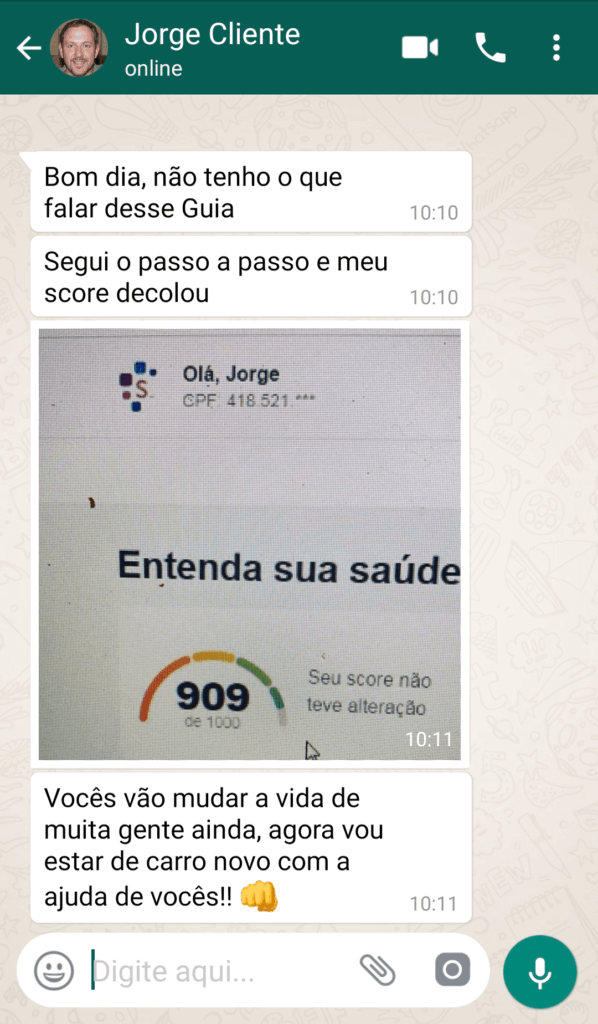 Jorge Cliente
online
Bom dia, não tenho o que
falar desse Guia
10:10
Segui o passo a passo e meu
score decolou
10:10
S.
Olá, Jorge
CPF: 418.521.***
Entenda sua saúde
909
de 1000
Seu score não
teve alteração
10:11
Vocês vão mudar a vida de
muita gente ainda, agora vou
estar de carro novo com a
ajuda de vocês!! 👊
10:11
Digite aqui...